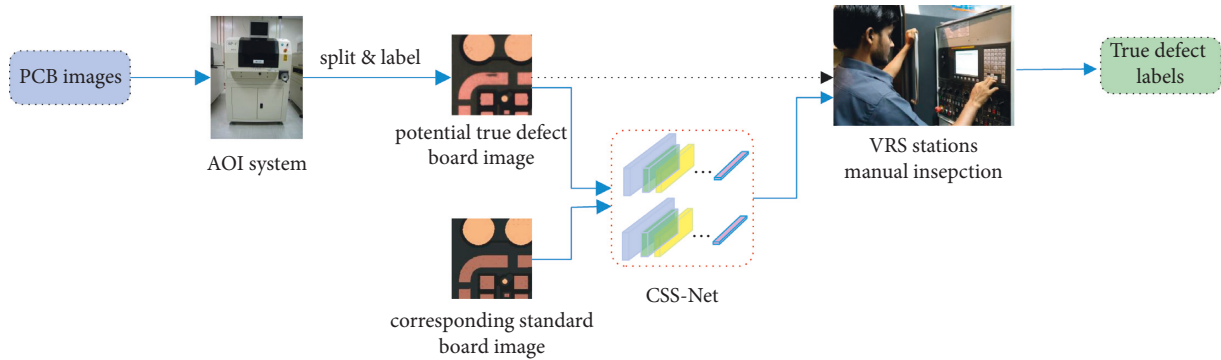 PCB images
AOI system
split & label
potential true defect
board image
corresponding standard
board image
CSS-Net
VRS stations
manual insepction
True defect
labels